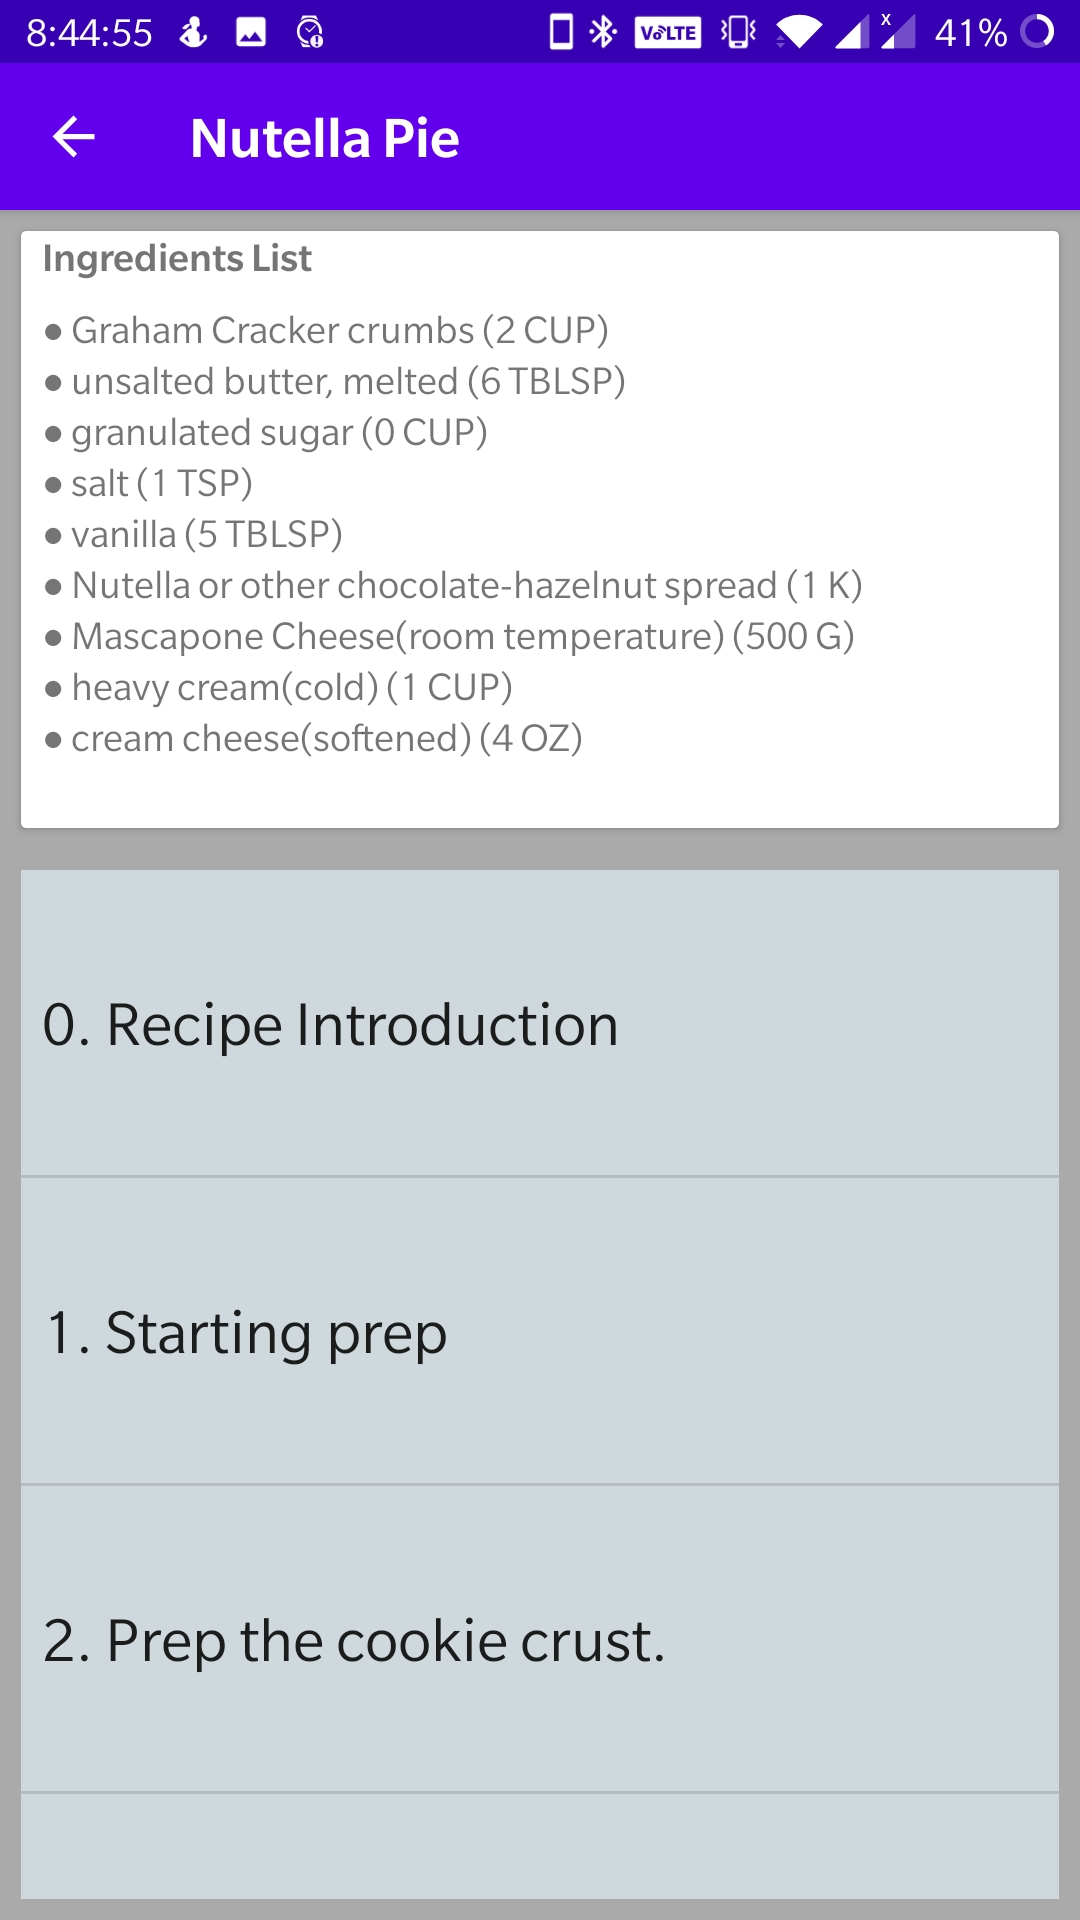 8:44:55 VoLTE x 41%
Nutella Pie
Ingredients List
● Graham Cracker crumbs (2 CUP)
● unsalted butter, melted (6 TBLSP)
● granulated sugar (0 CUP)
● salt (1 TSP)
● vanilla (5 TBLSP)
● Nutella or other chocolate-hazelnut spread (1 K)
● Mascapone Cheese(room temperature) (500 G)
● heavy cream(cold) (1 CUP)
● cream cheese(softened) (4 OZ)
0. Recipe Introduction
1. Starting prep
2. Prep the cookie crust.